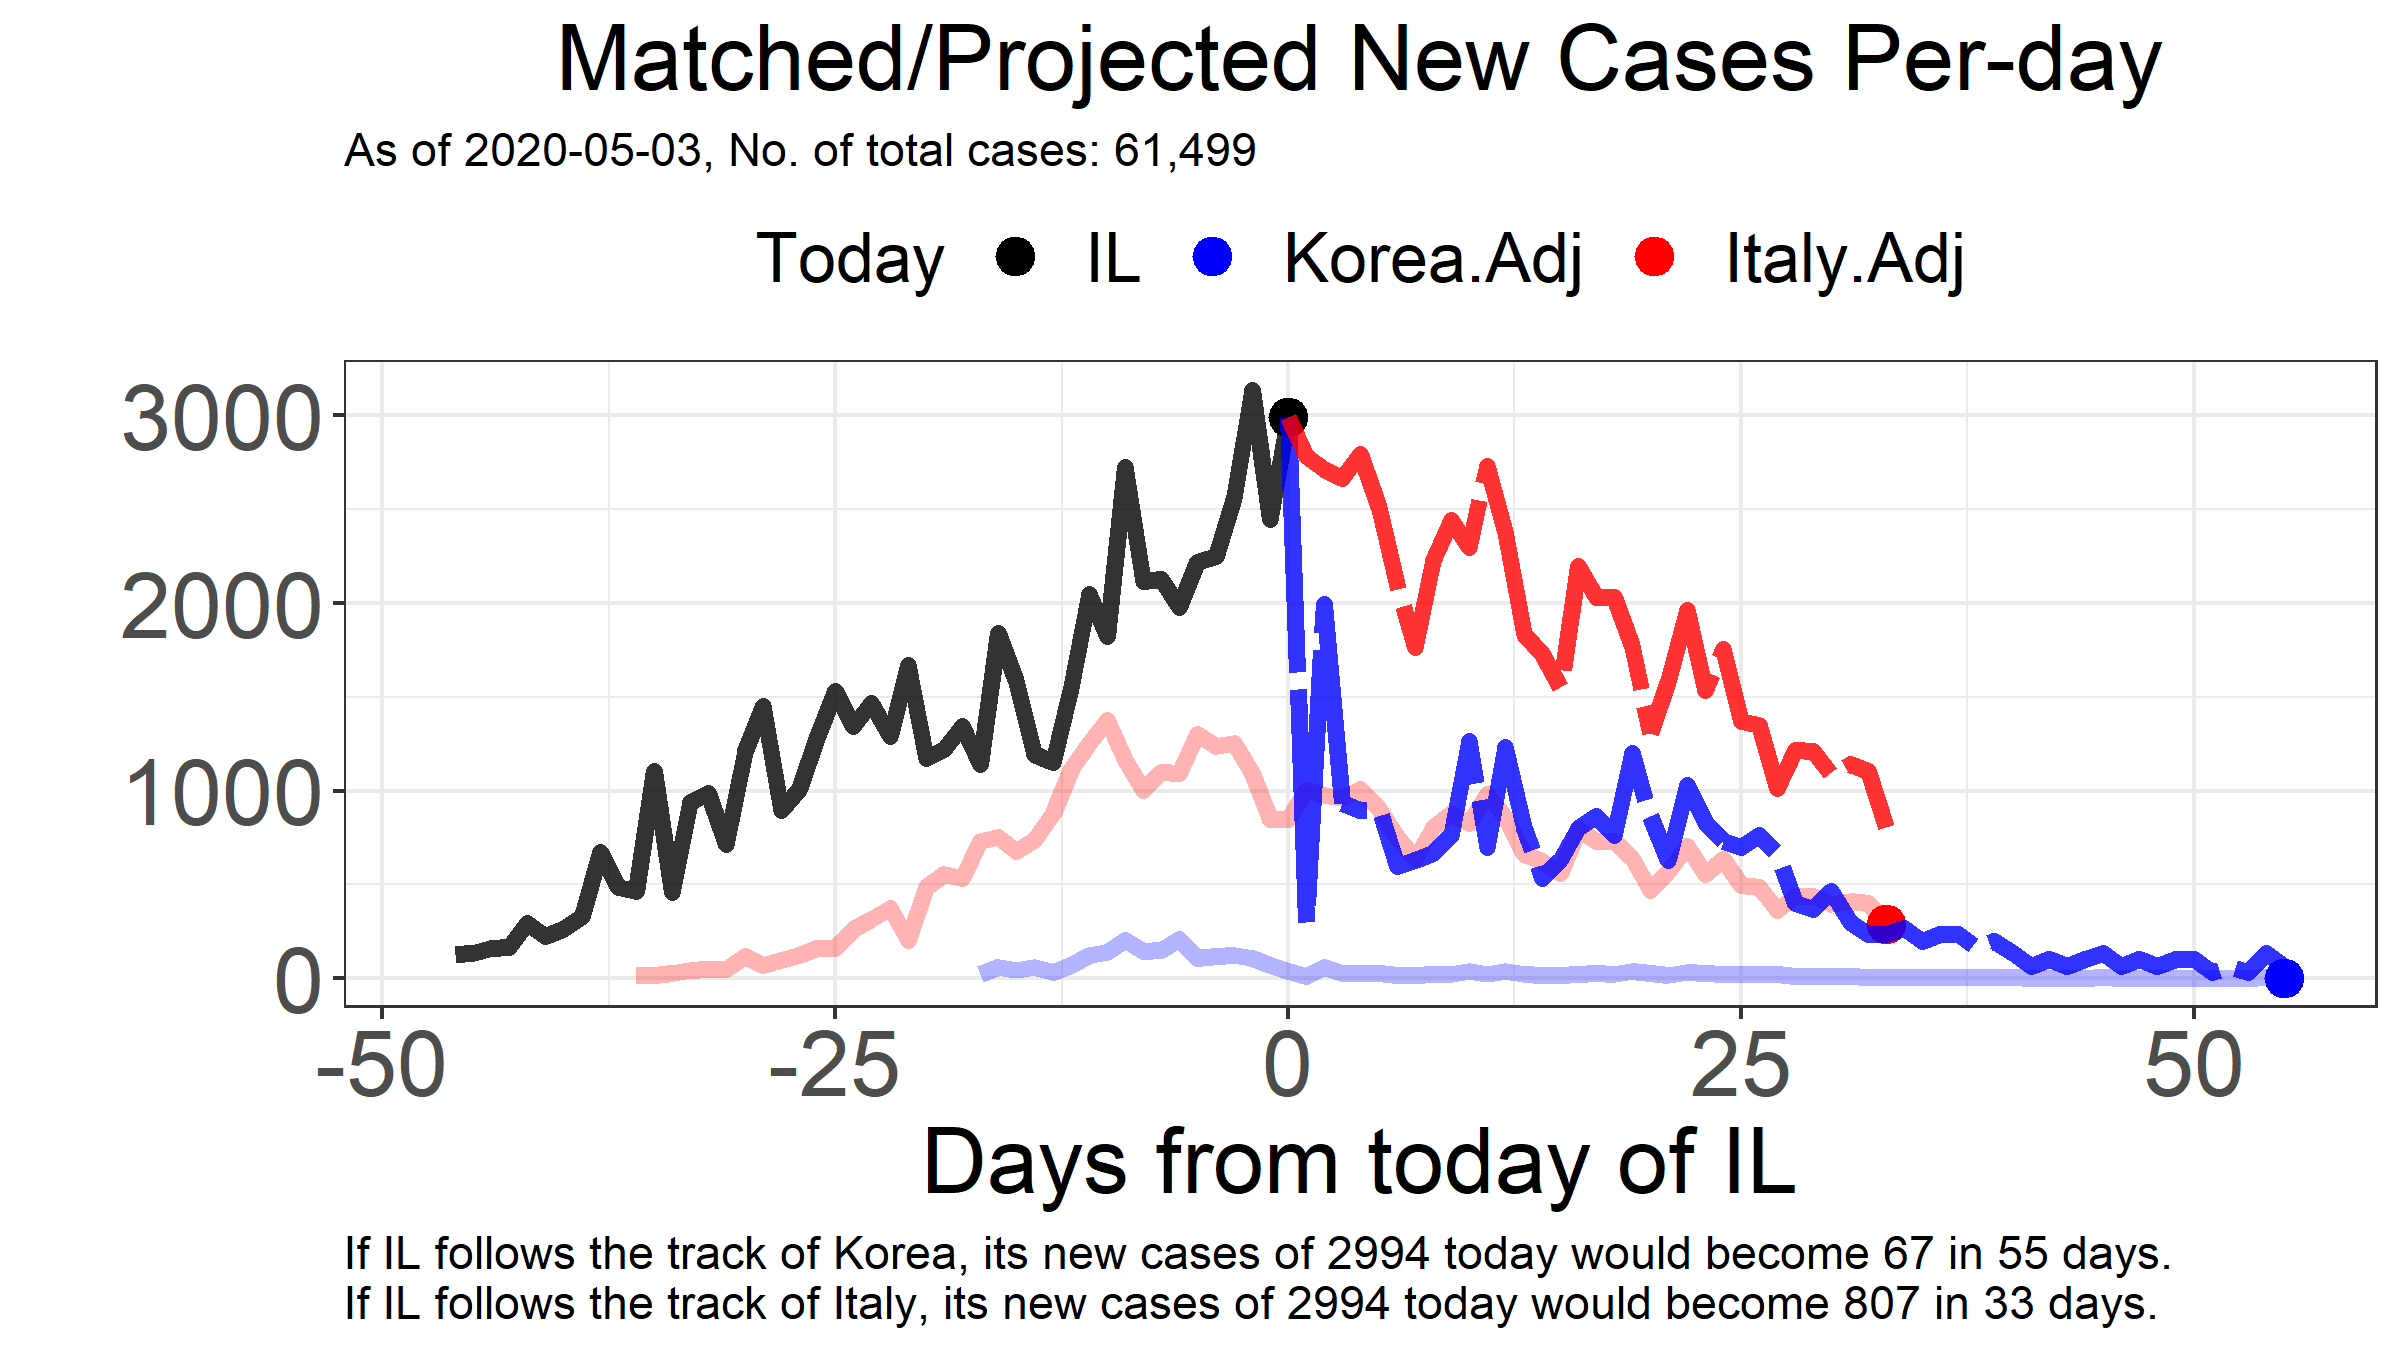 Matched/Projected New Cases Per-day
As of 2020-05-03, No. of total cases: 61,499
Today IL Korea.Adj Italy.Adj
3000
2000
1000
0
-50 -25 0 25 50
Days from today of IL
If IL follows the track of Korea, its new cases of 2994 today would become 67 in 55 days.
If IL follows the track of Italy, its new cases of 2994 today would become 807 in 33 days.